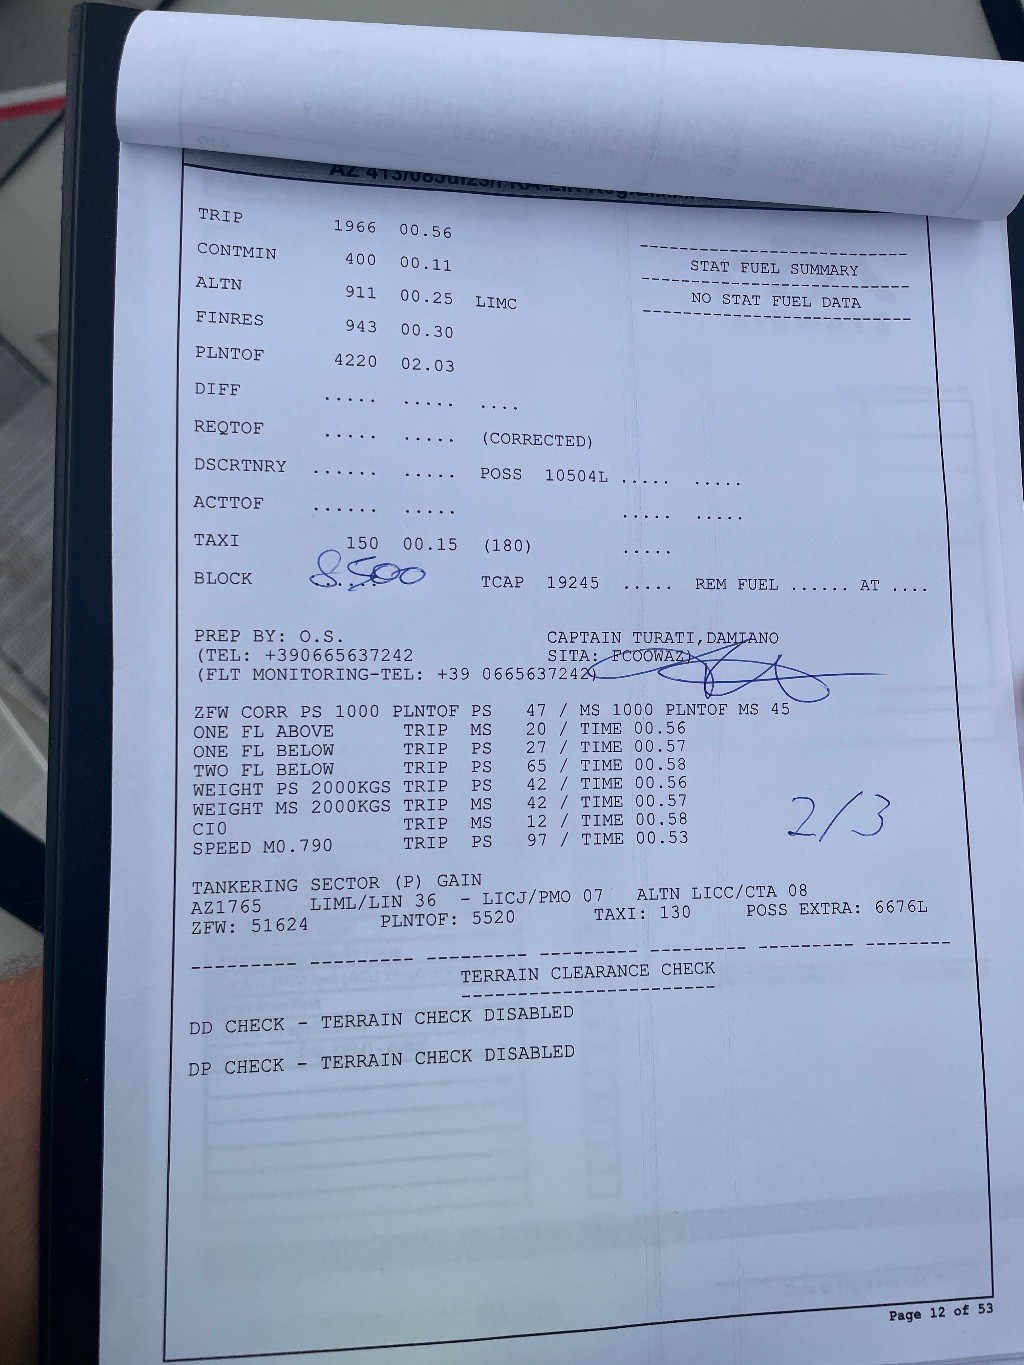 AZ 413/08Jul23/FRA-LIN
TRIP 1966 00.56
CONTMIN 400 00.11
ALTN 911 00.25 LIMC
FINRES 943 00.30
PLNTOF 4220 02.03
DIFF ..... ..... ....
REQTOF ..... ..... (CORRECTED)
DSCRTNRY ...... ..... POSS 10504L ..... .....
ACTTOF ...... ..... ..... .....
TAXI 150 00.15 (180) .....
BLOCK 8.500 TCAP 19245 ..... REM FUEL ...... AT ....
STAT FUEL SUMMARY
NO STAT FUEL DATA
PREP BY: O.S. CAPTAIN TURATI,DAMIANO
(TEL: +390665637242 SITA: FCOOWAZ)
(FLT MONITORING-TEL: +39 0665637242)
ZFW CORR PS 1000 PLNTOF PS 47 / MS 1000 PLNTOF MS 45
ONE FL ABOVE TRIP MS 20 / TIME 00.56
ONE FL BELOW TRIP PS 27 / TIME 00.57
TWO FL BELOW TRIP PS 65 / TIME 00.58
WEIGHT PS 2000KGS TRIP PS 42 / TIME 00.56
WEIGHT MS 2000KGS TRIP MS 42 / TIME 00.57
CI0 TRIP MS 12 / TIME 00.58
SPEED M0.790 TRIP PS 97 / TIME 00.53
2/3
TANKERING SECTOR (P) GAIN
AZ1765 LIML/LIN 36 - LICJ/PMO 07 ALTN LICC/CTA 08
ZFW: 51624 PLNTOF: 5520 TAXI: 130 POSS EXTRA: 6676L
TERRAIN CLEARANCE CHECK
DD CHECK - TERRAIN CHECK DISABLED
DP CHECK - TERRAIN CHECK DISABLED
Page 12 of 53